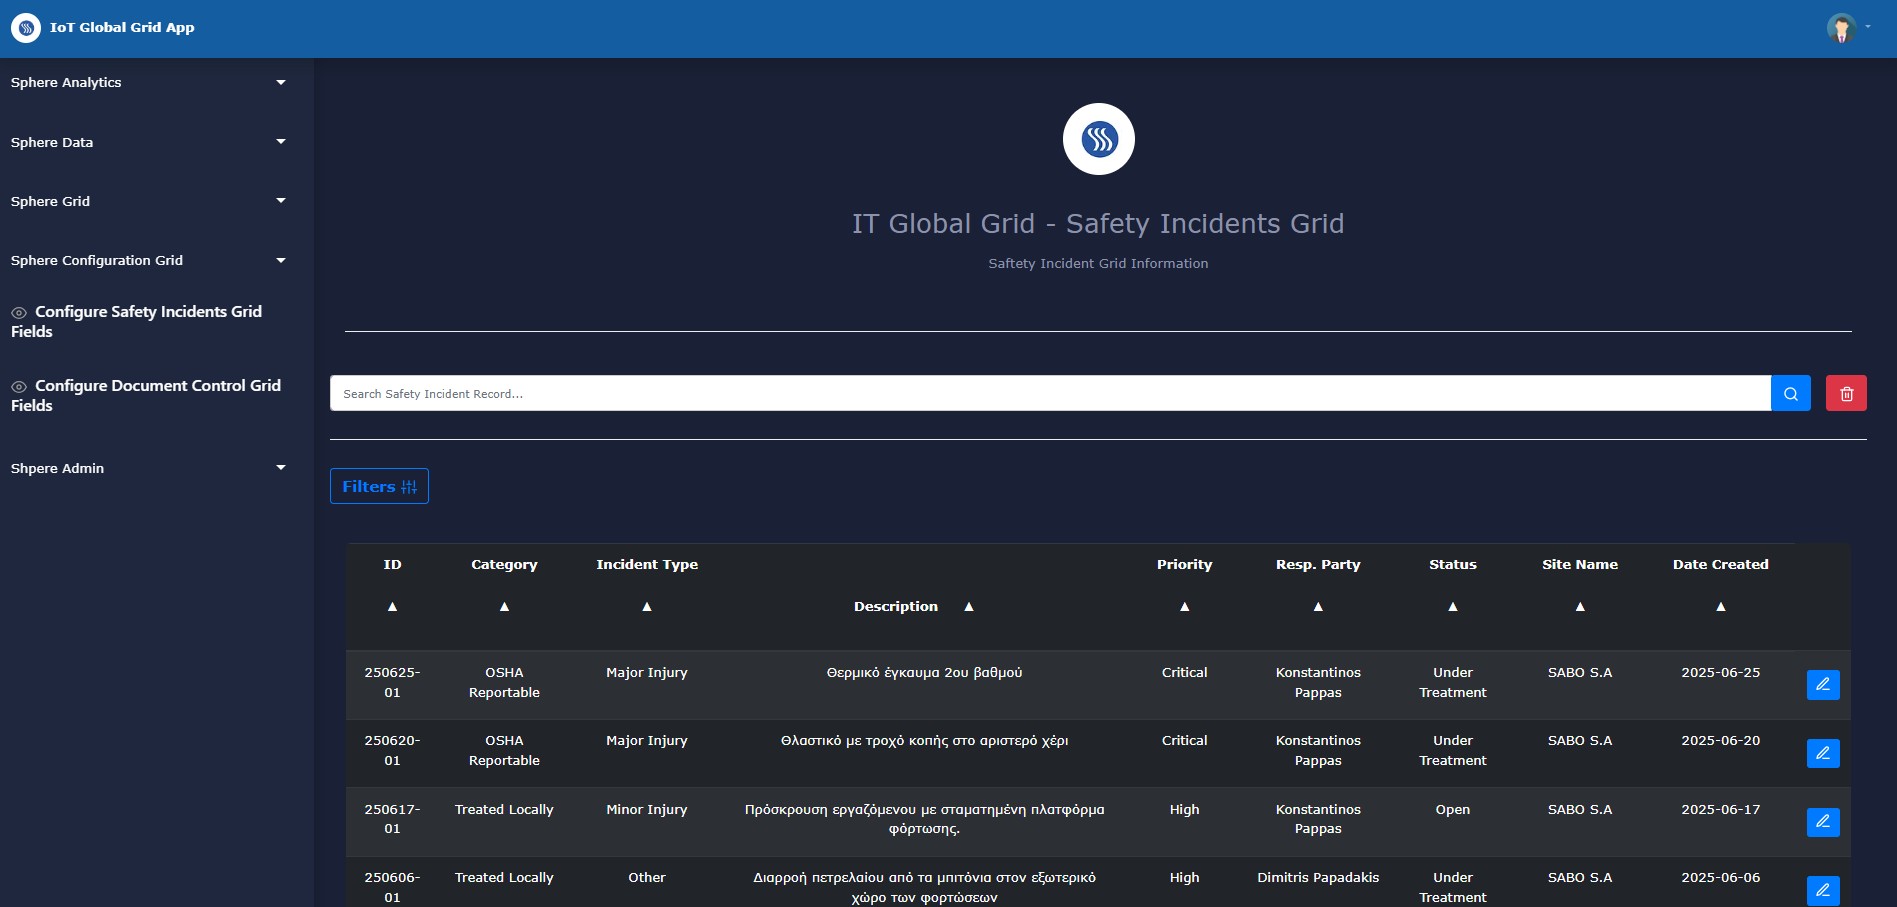 IoT Global Grid App
Sphere Analytics
Sphere Data
Sphere Grid
Sphere Configuration Grid
Configure Safety Incidents Grid
Fields
Configure Document Control Grid
Fields
Shpere Admin
IT Global Grid - Safety Incidents Grid
Saftety Incident Grid Information
Search Safety Incident Record...
Filters
ID Category Incident Type Priority Resp. Party Status Site Name Date Created
▲ ▲ ▲ Description ▲ ▲ ▲ ▲ ▲ ▲
250625- OSHA Major Injury Θερμικό έγκαυμα 2ου βαθμού Critical Konstantinos Under SABO S.A 2025-06-25
01 Reportable Pappas Treatment
250620- OSHA Major Injury Θλαστικό με τροχό κοπής στο αριστερό χέρι Critical Konstantinos Under SABO S.A 2025-06-20
01 Reportable Pappas Treatment
250617- Treated Locally Minor Injury Πρόσκρουση εργαζόμενου με σταματημένη πλατφόρμα High Konstantinos Open SABO S.A 2025-06-17
01 φόρτωσης. Pappas
250606- Treated Locally Other Διαρροή πετρελαίου από τα μπιτόνια στον εξωτερικό High Dimitris Papadakis Under SABO S.A 2025-06-06
01 χώρο των φορτώσεων Treatment